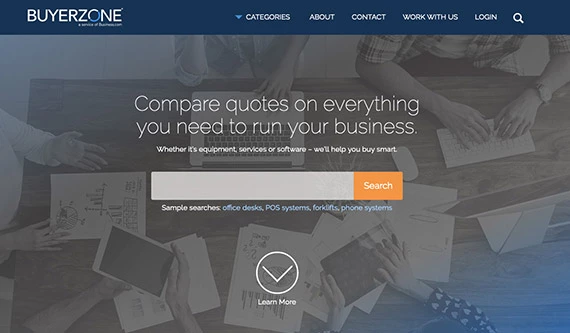 BUYERZONE
a service of Business.com
CATEGORIES
ABOUT
CONTACT
WORK WITH US
LOGIN
Compare quotes on everything
you need to run your business.
Whether it's equipment, services or software – we'll help you buy smart.
Search
Sample searches: office desks, POS systems, forklifts, phone systems
Learn More